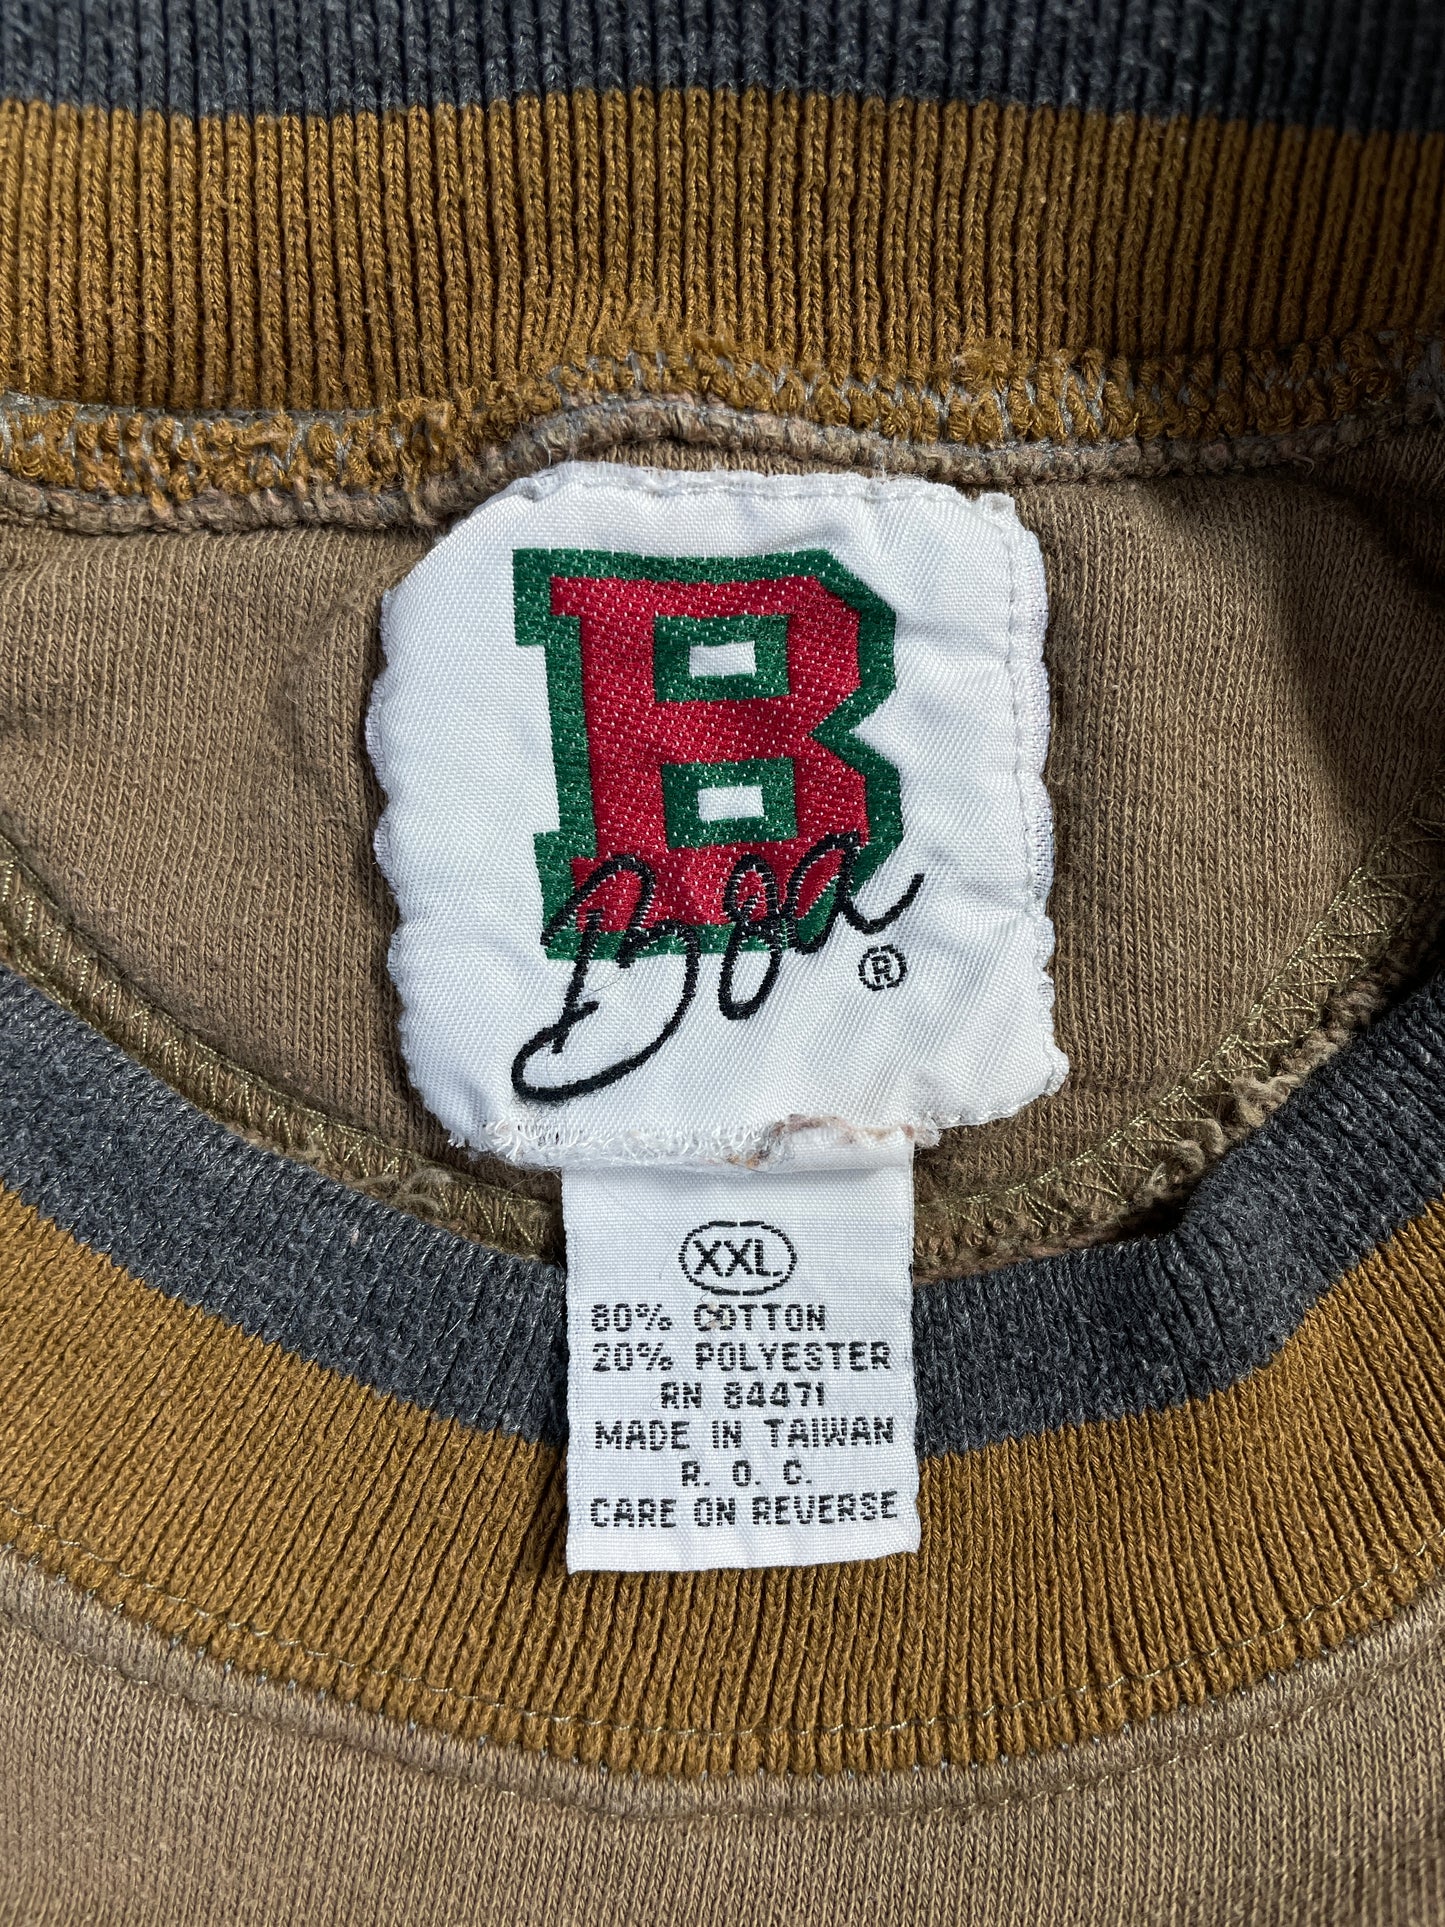 B
Boa
®
XXL
80% COTTON
20% POLYESTER
RN 84471
MADE IN TAIWAN
R. O. C.
CARE ON REVERSE